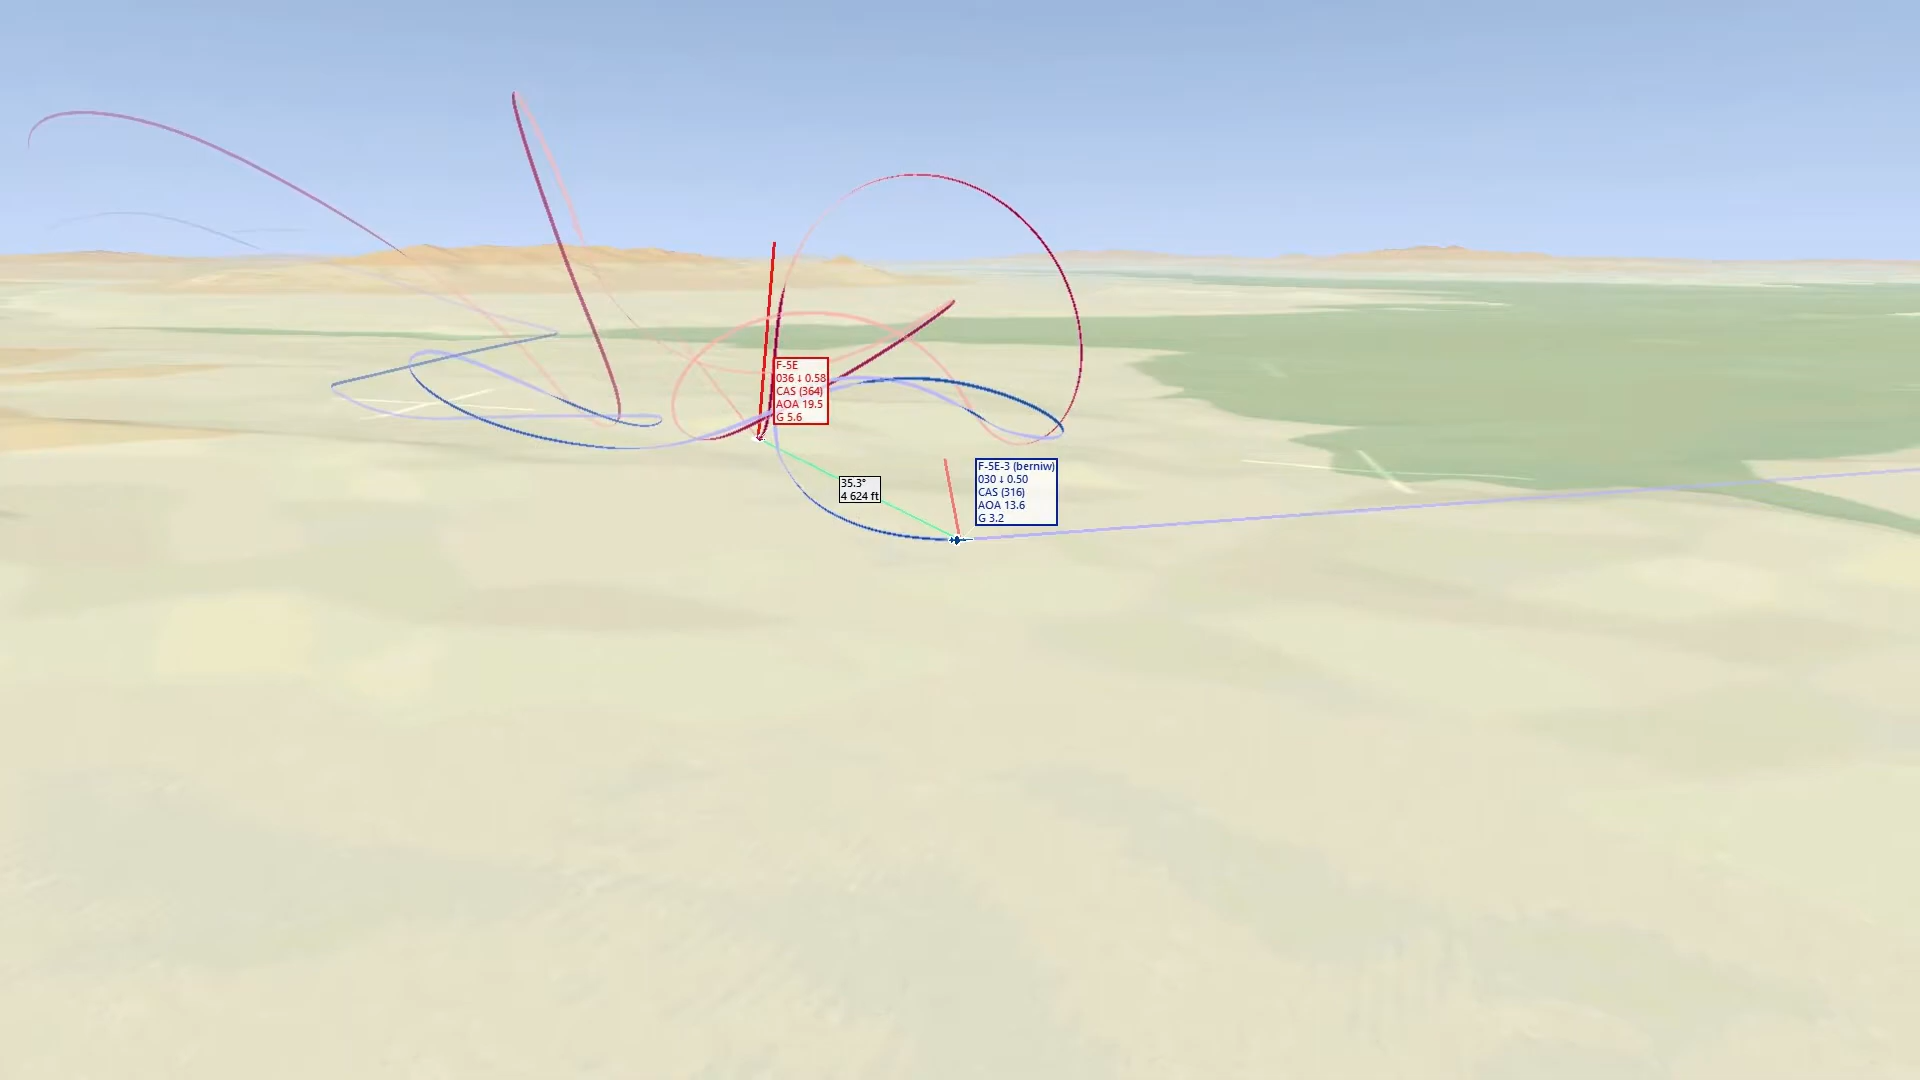 F-5E
036 ↓ 0.58
CAS (364)
AOA 19.5
G 5.6
35.3°
4 624 ft
F-5E-3 (berniw)
030 ↓ 0.50
CAS (316)
AOA 13.6
G 3.2